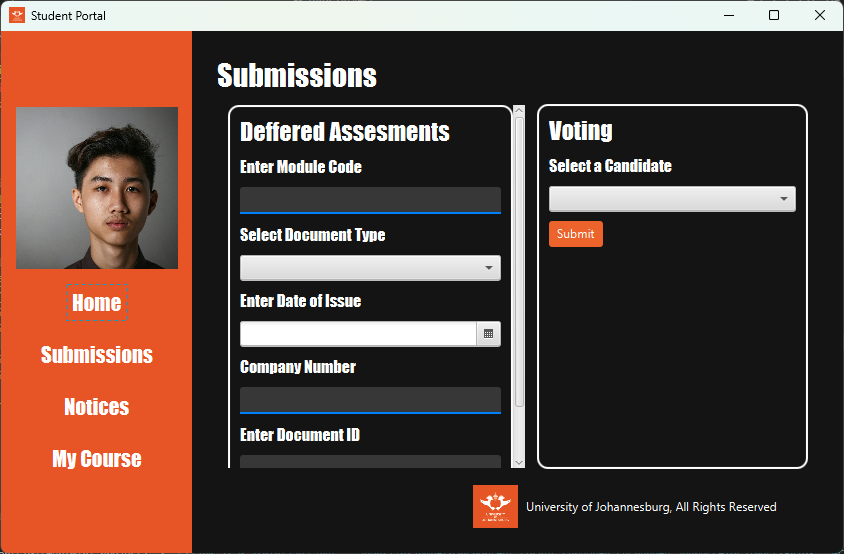 Student Portal
Home
Submissions
Notices
My Course
Submissions
Deffered Assesments
Enter Module Code
Select Document Type
Enter Date of Issue
Company Number
Enter Document ID
Voting
Select a Candidate
Submit
University of Johannesburg, All Rights Reserved